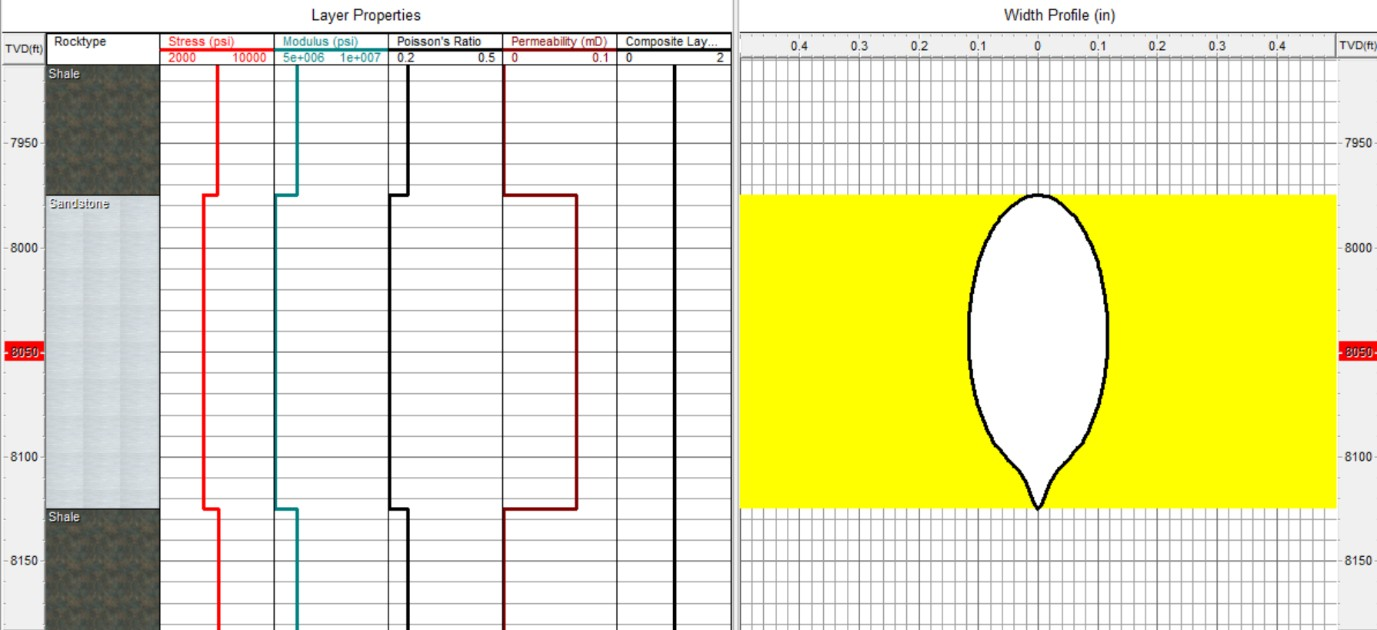 Layer Properties
Width Profile (in)
TVD(ft)
Rocktype
Stress (psi)
2000 10000
Modulus (psi)
5e+006 1e+007
Poisson's Ratio
0.2 0.5
Permeability (mD)
0 0.1
Composite Lay...
0 2
0.4 0.3 0.2 0.1 0 0.1 0.2 0.3 0.4
TVD(ft)
Shale
7950
7950
Sandstone
8000
8000
8050
8050
8100
8100
Shale
8150
8150